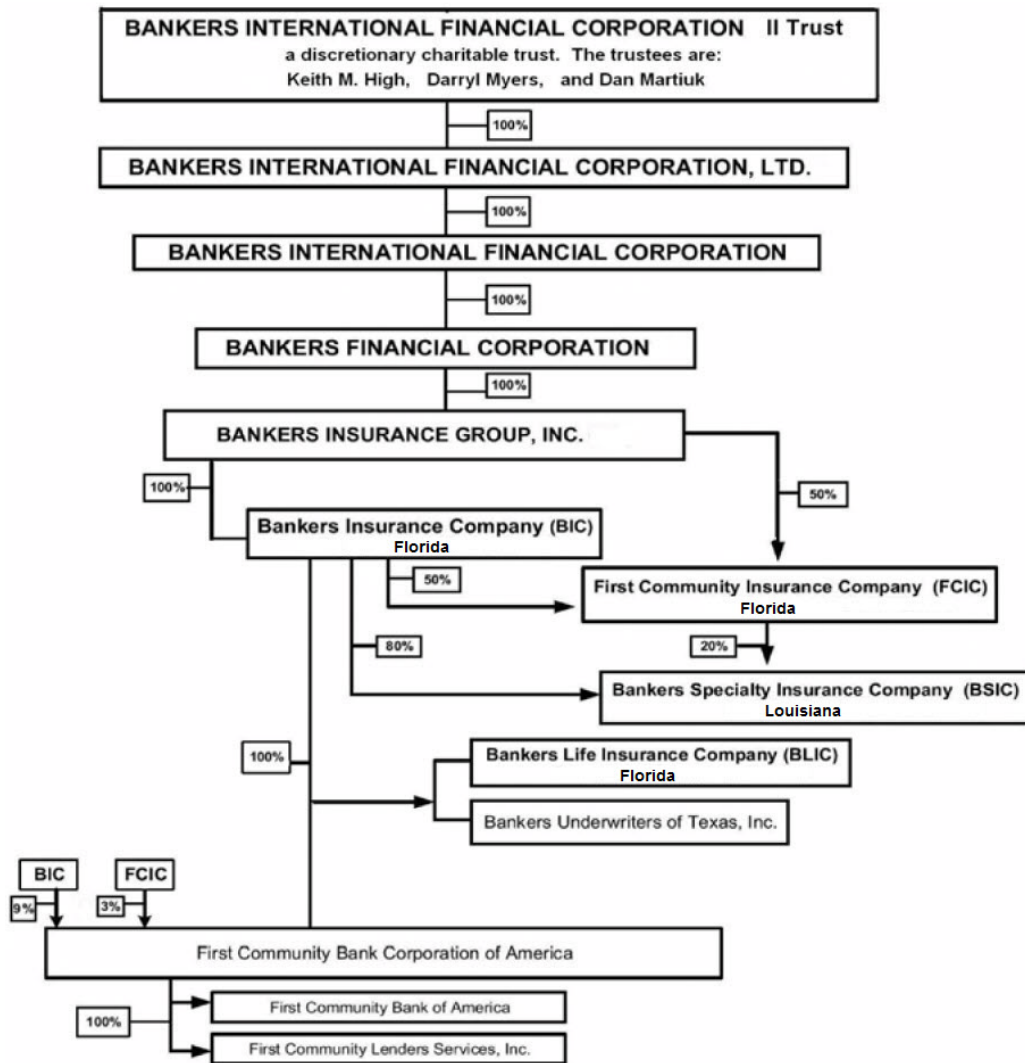 BANKERS INTERNATIONAL FINANCIAL CORPORATION II Trust
a discretionary charitable trust. The trustees are:
Keith M. High, Darryl Myers, and Dan Martiuk
100%
BANKERS INTERNATIONAL FINANCIAL CORPORATION, LTD.
100%
BANKERS INTERNATIONAL FINANCIAL CORPORATION
100%
BANKERS FINANCIAL CORPORATION
100%
BANKERS INSURANCE GROUP, INC.
100%
50%
Bankers Insurance Company (BIC)
Florida
50%
First Community Insurance Company (FCIC)
Florida
80%
20%
Bankers Specialty Insurance Company (BSIC)
Louisiana
100%
Bankers Life Insurance Company (BLIC)
Florida
Bankers Underwriters of Texas, Inc.
BIC
FCIC
9%
3%
First Community Bank Corporation of America
First Community Bank of America
100%
First Community Lenders Services, Inc.